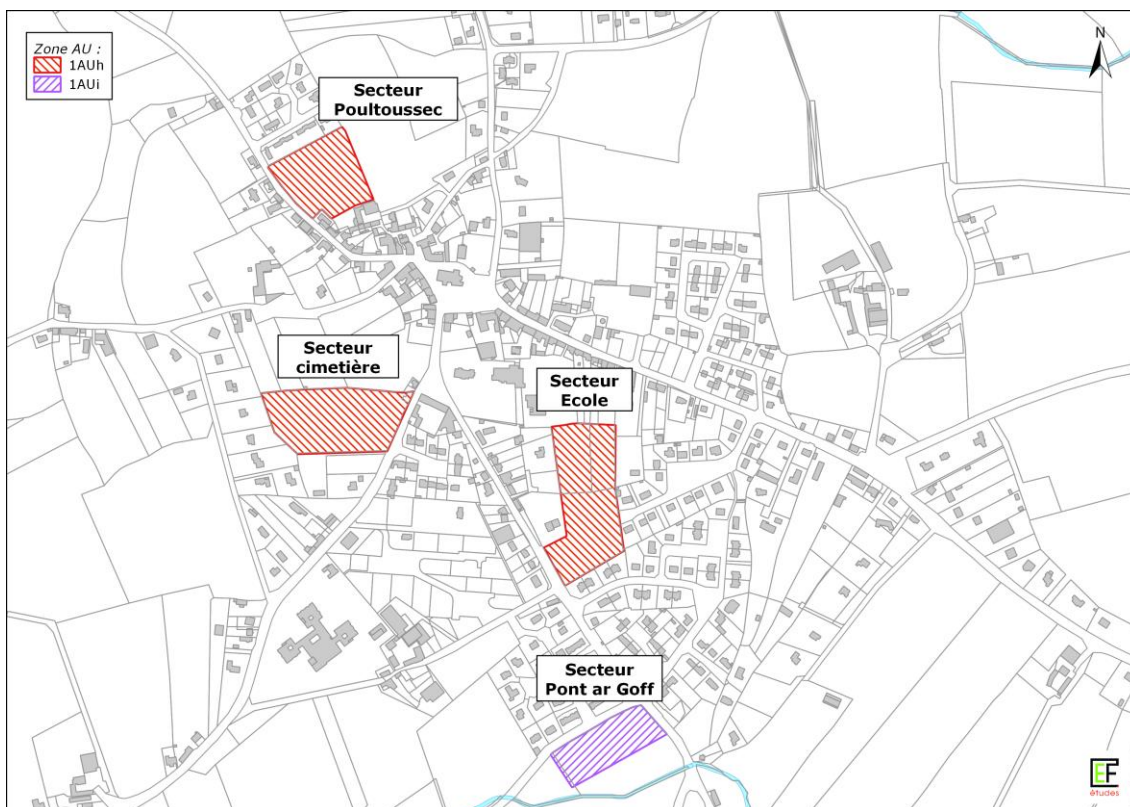 Zone AU :
1AUh
1AUi
N
Secteur
Poultoussec
Secteur
cimetière
Secteur
Ecole
Secteur
Pont ar Goff
EF
études